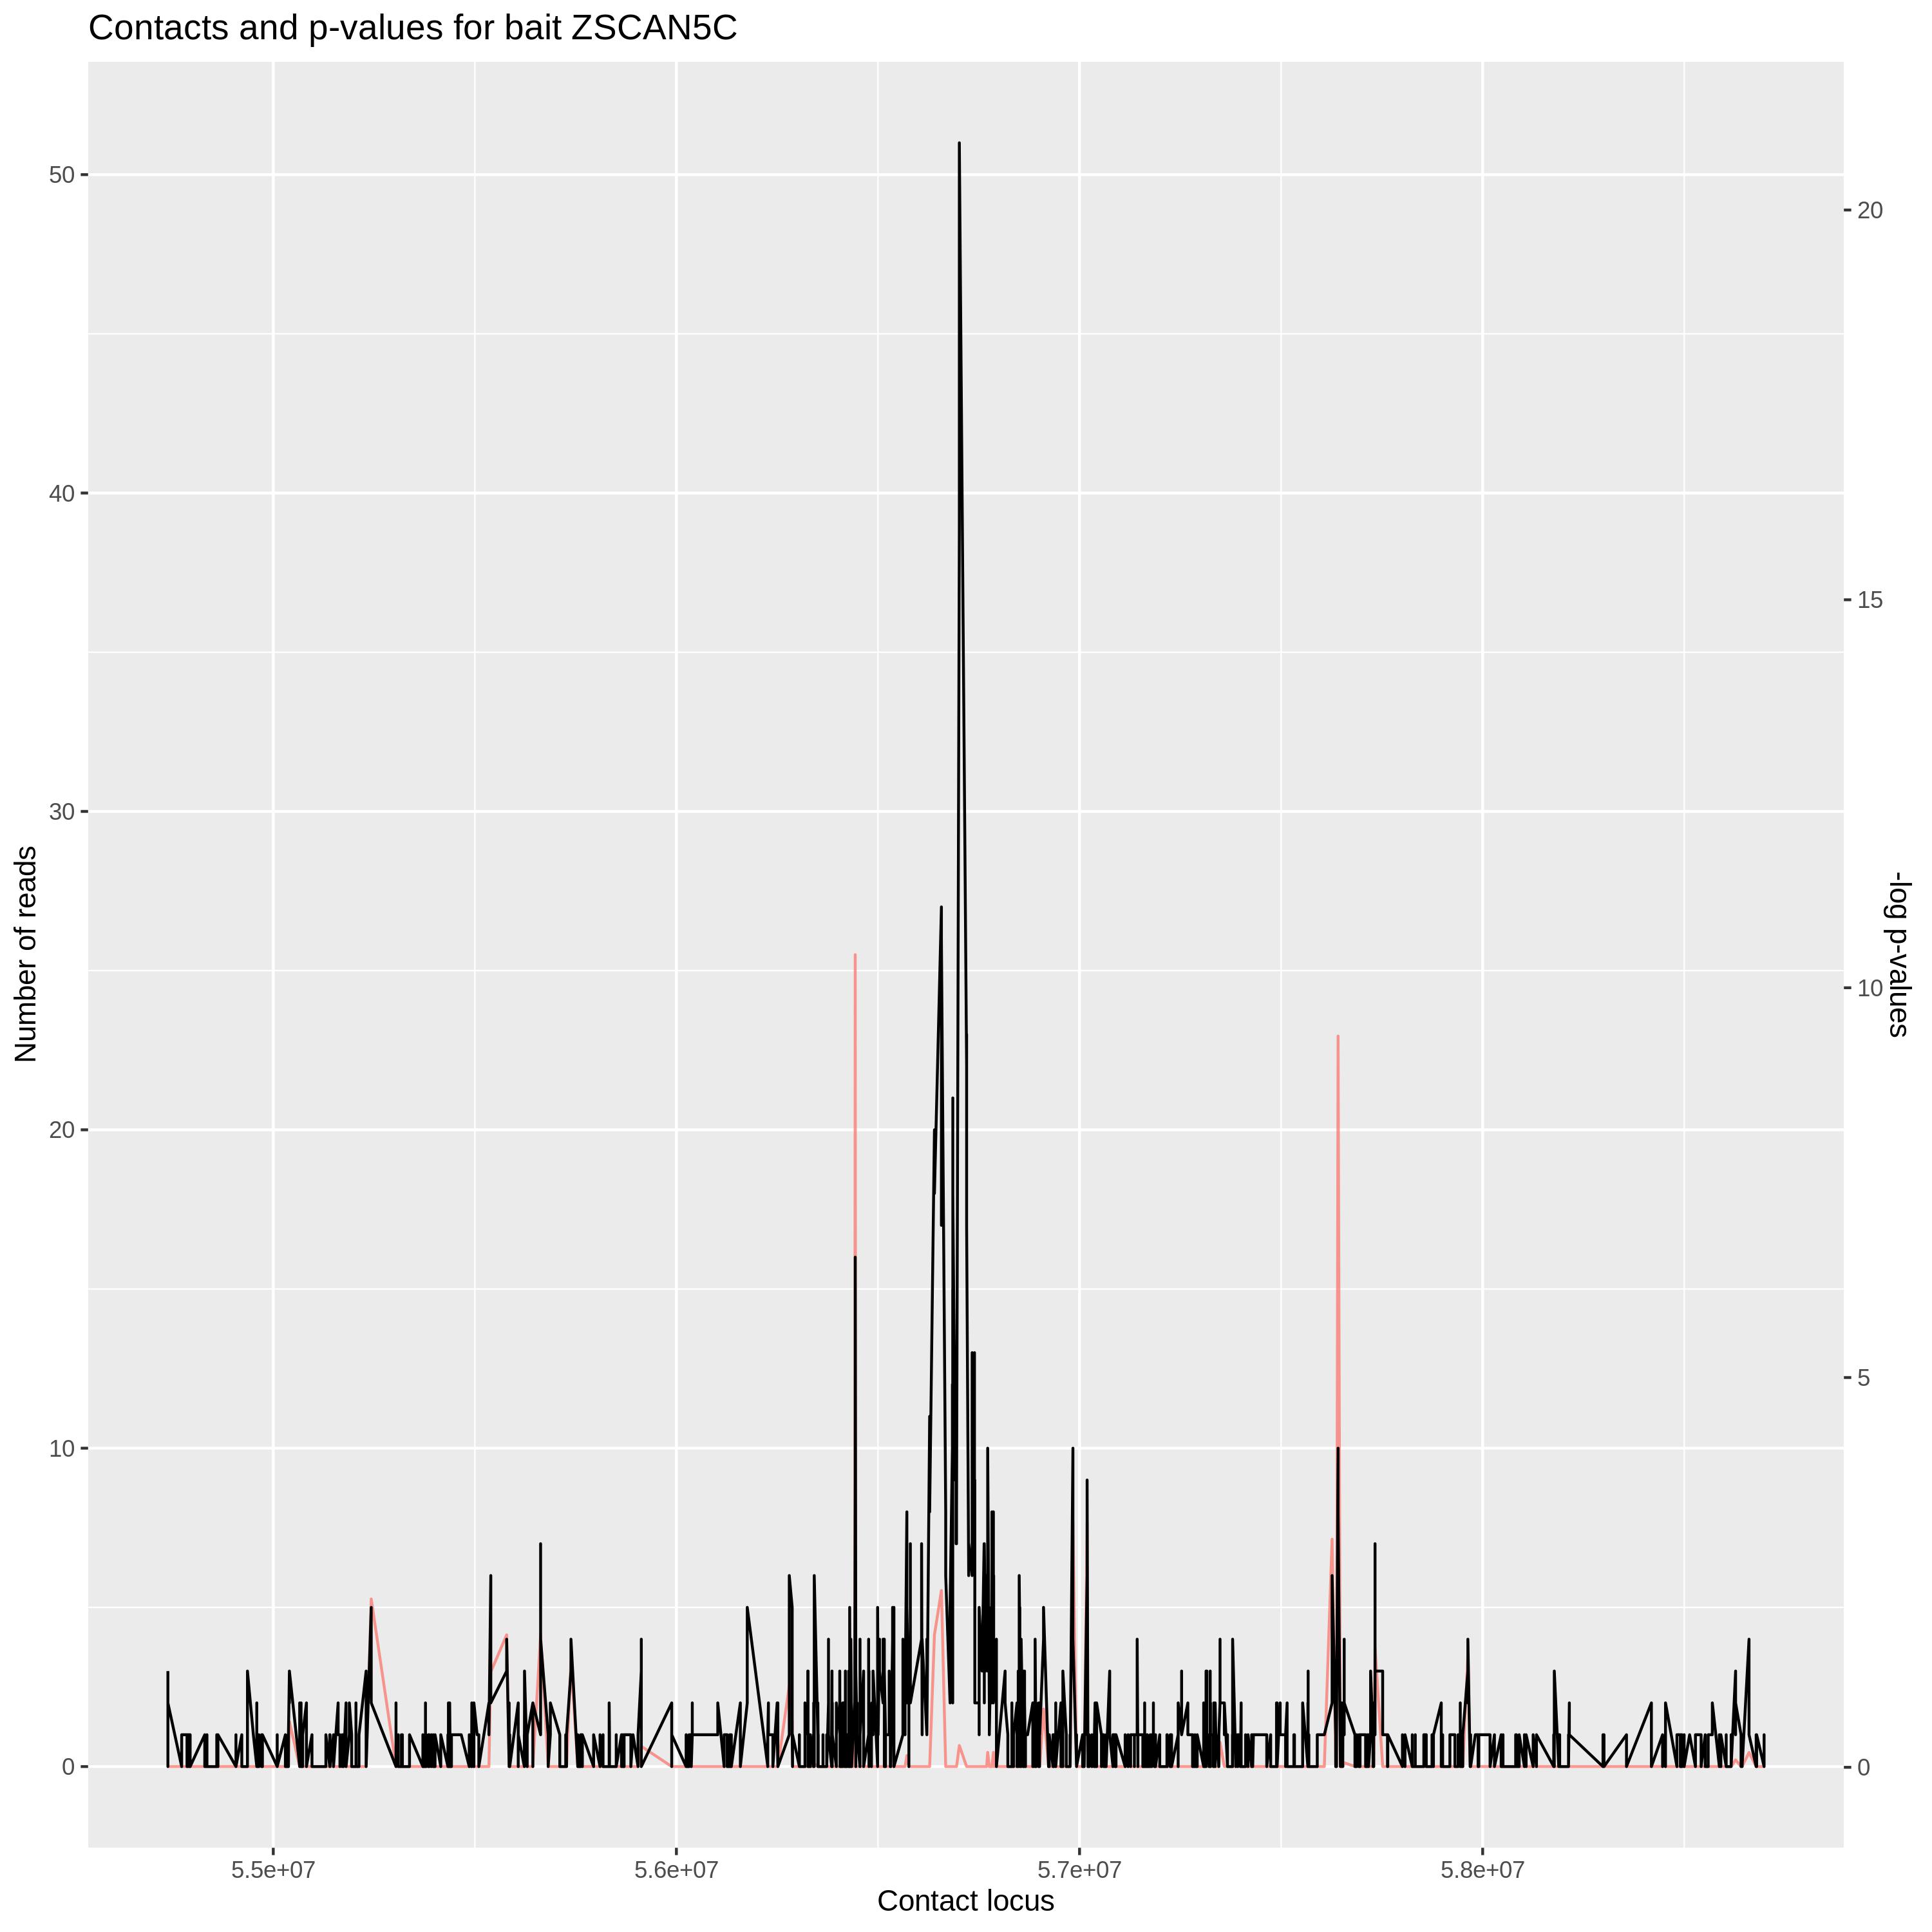 Contacts and p-values for bait ZSCAN5C
50
40
30
20
10
0
Number of reads
20
15
10
5
0
-log p-values
5.5e+07 5.6e+07 5.7e+07 5.8e+07
Contact locus